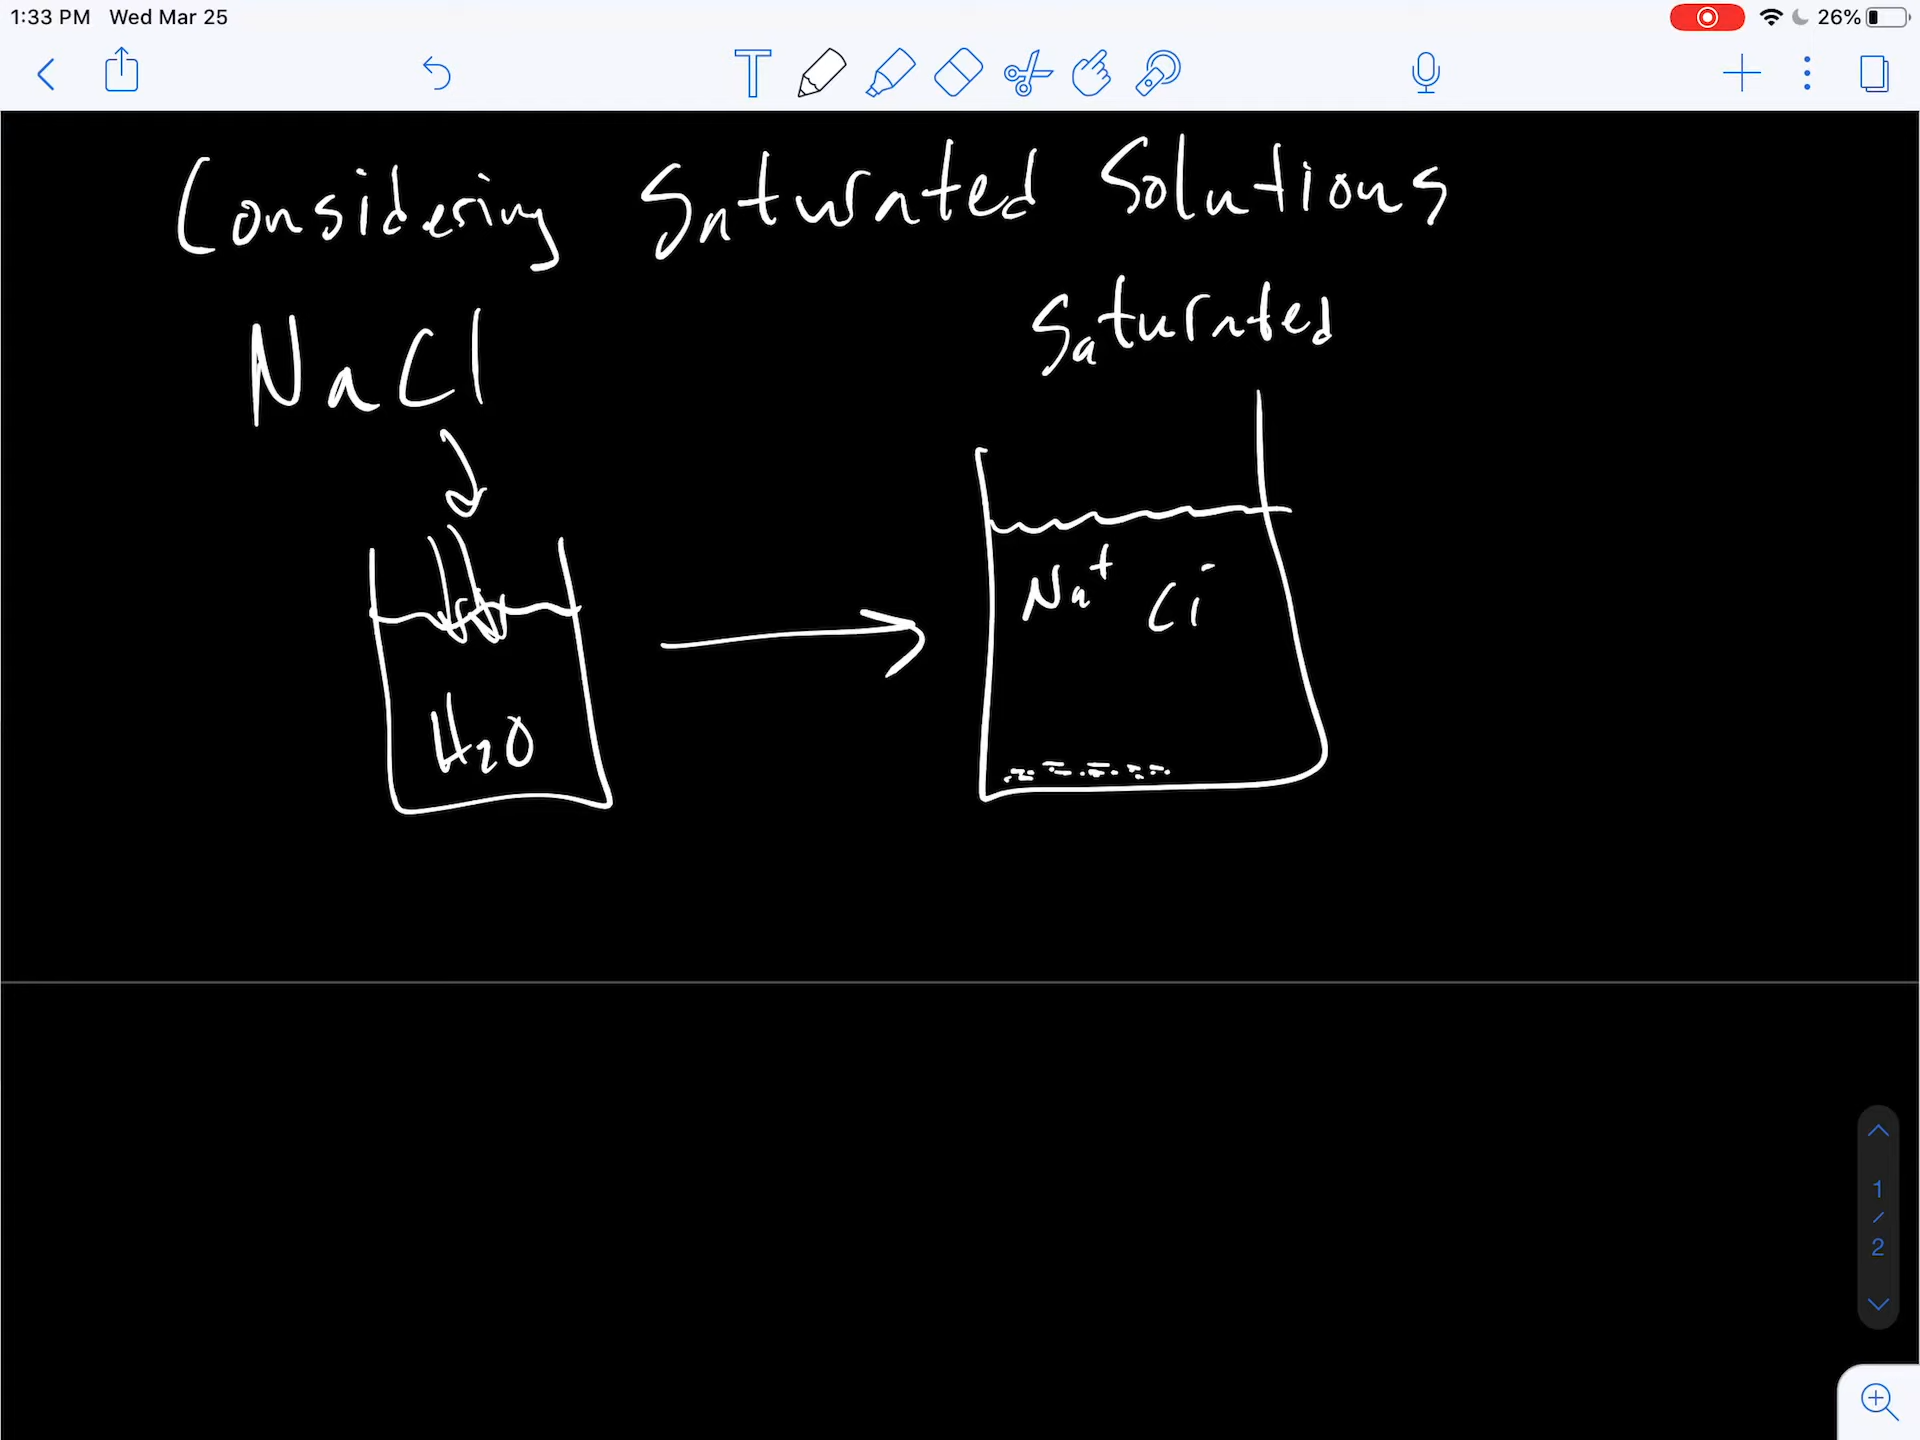 1:33 PM Wed Mar 25
26%
T
Considering Saturated Solutions
NaCl
Saturated
Na+ Cl-
H2O
1
/
2